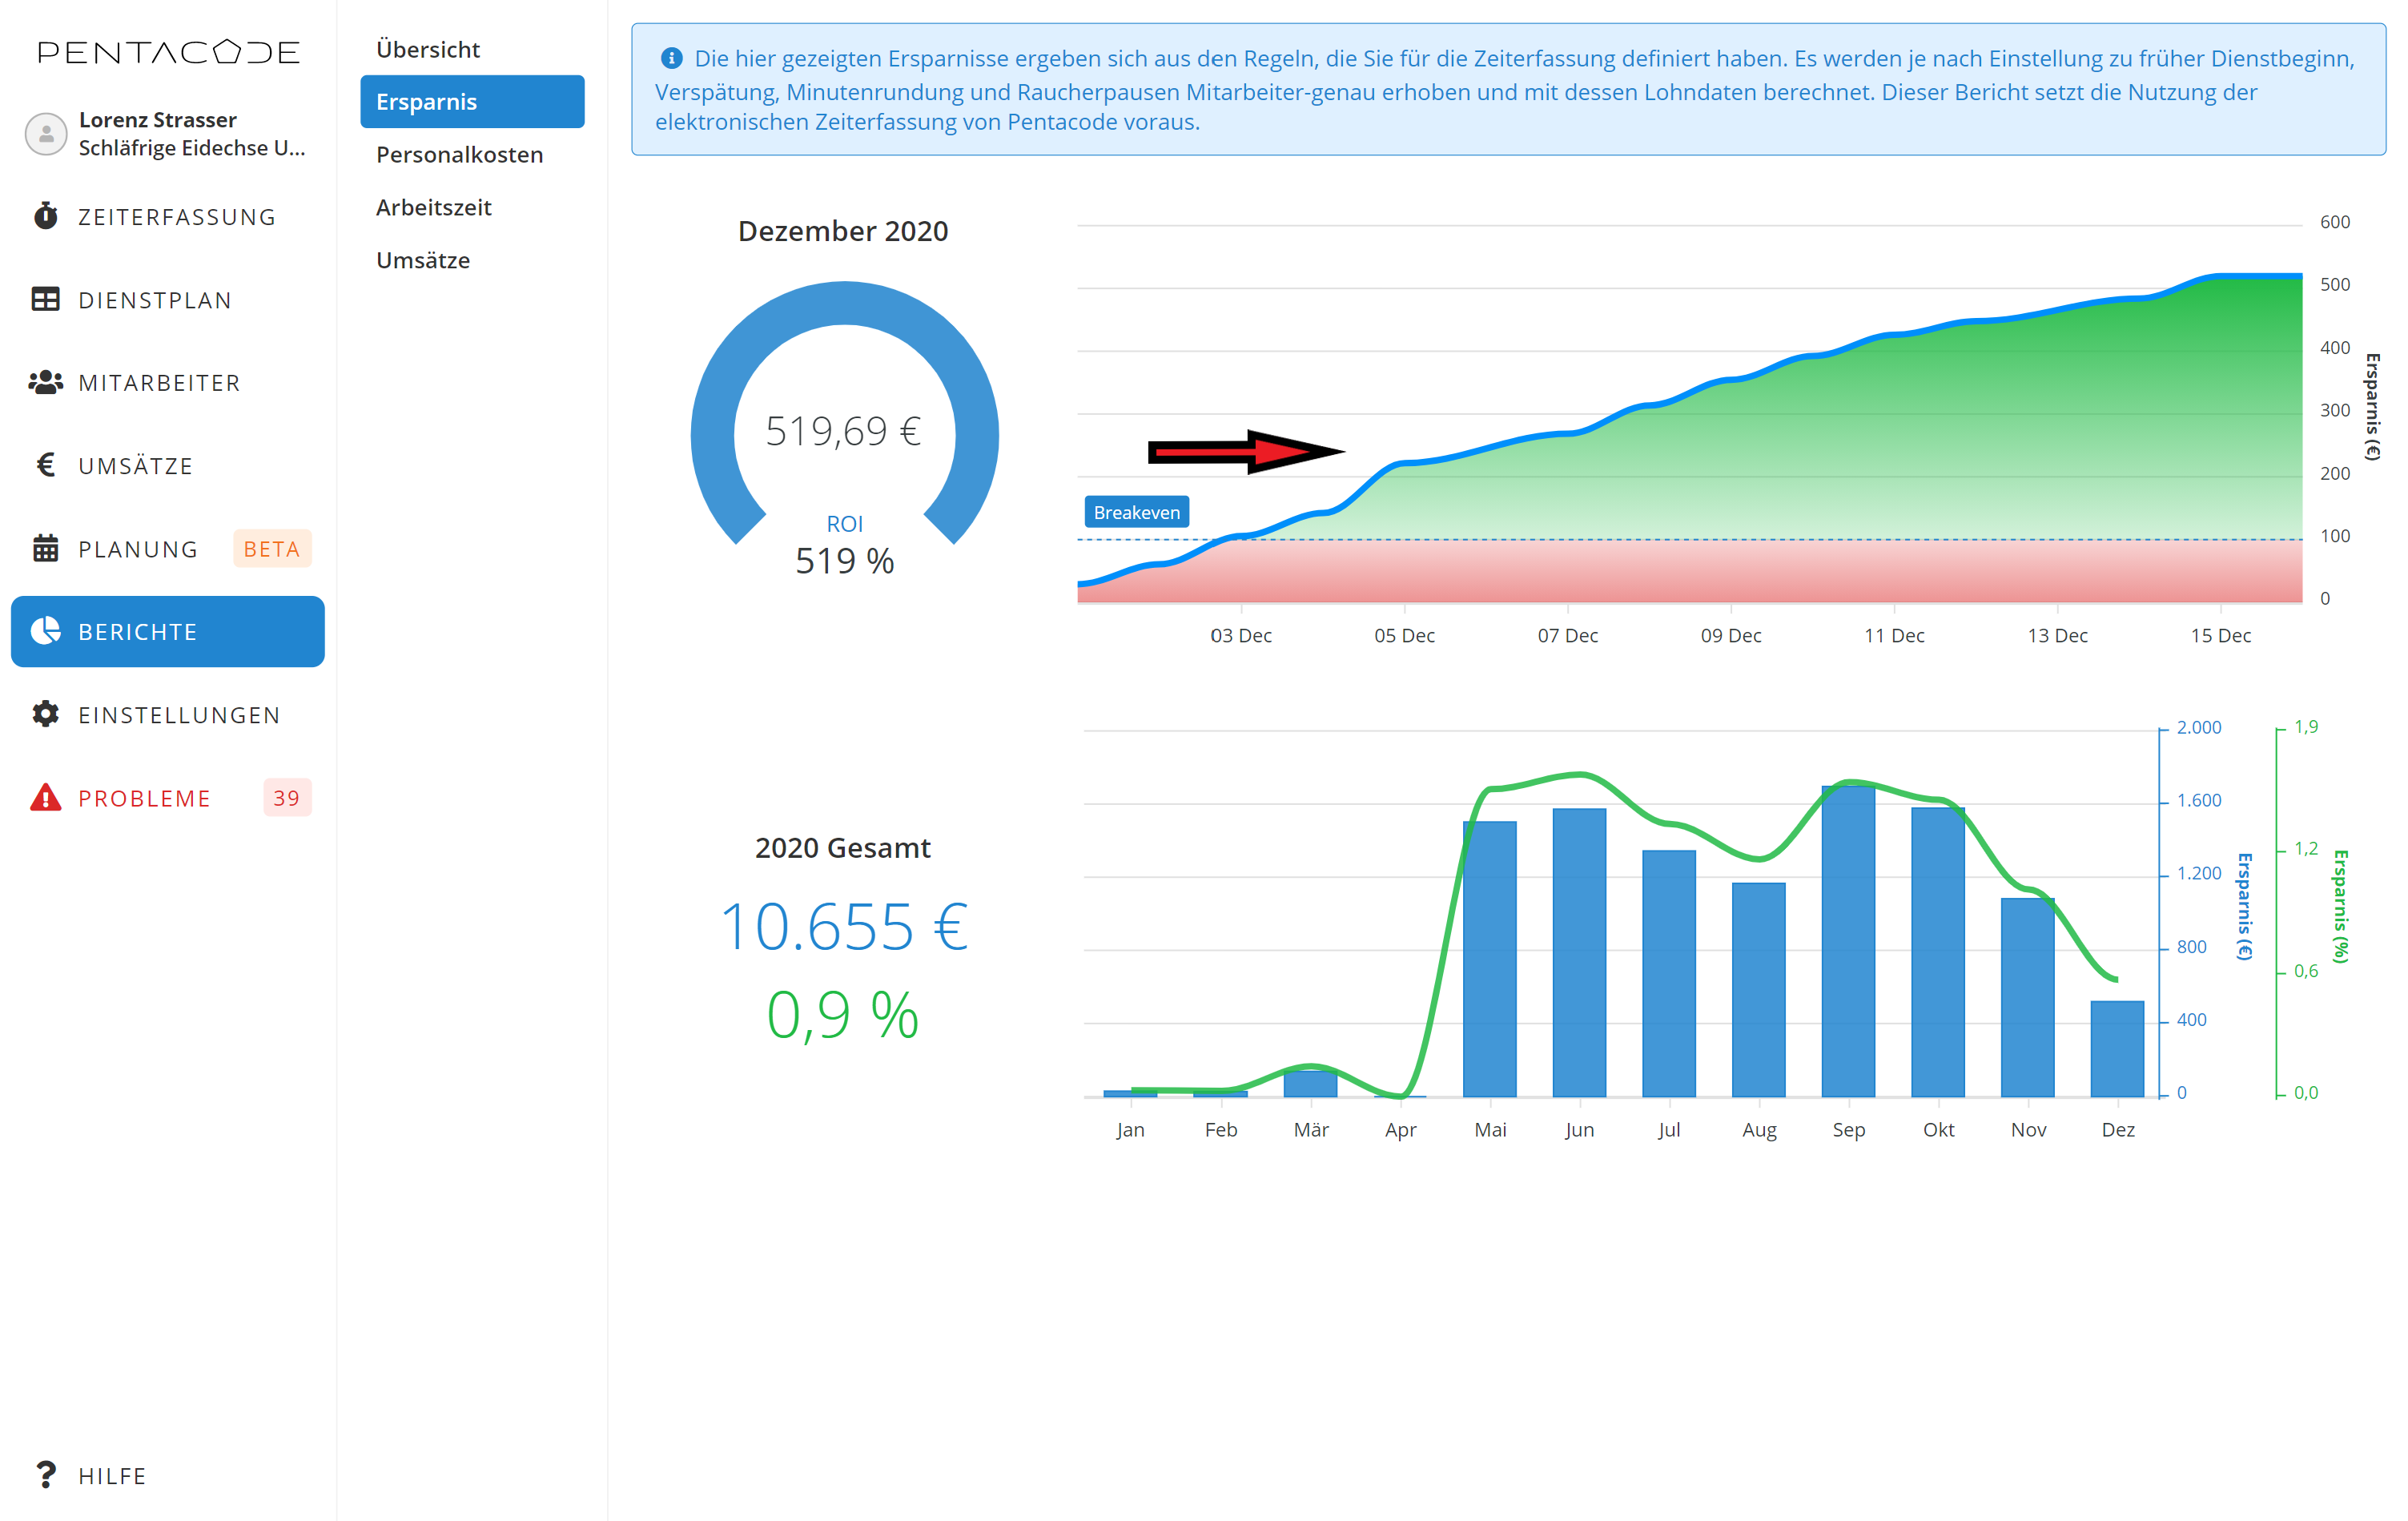 PENTACODE
Lorenz Strasser
Schläfrige Eidechse U...
ZEITERFASSUNG
DIENSTPLAN
MITARBEITER
€ UMSÄTZE
PLANUNG BETA
BERICHTE
EINSTELLUNGEN
PROBLEME 39
? HILFE
Übersicht
Ersparnis
Personalkosten
Arbeitszeit
Umsätze
Die hier gezeigten Ersparnisse ergeben sich aus den Regeln, die Sie für die Zeiterfassung definiert haben. Es werden je nach Einstellung zu früher Dienstbeginn,
Verspätung, Minutenrundung und Raucherpausen Mitarbeiter-genau erhoben und mit dessen Lohndaten berechnet. Dieser Bericht setzt die Nutzung der
elektronischen Zeiterfassung von Pentacode voraus.
Dezember 2020
519,69 €
ROI
519 %
600
500
400
300
200
100
0
Ersparnis (€)
Breakeven
03 Dec 05 Dec 07 Dec 09 Dec 11 Dec 13 Dec 15 Dec
2020 Gesamt
10.655 €
0,9 %
2.000
1.600
1.200
800
400
0
Ersparnis (€)
1,9
1,2
0,6
0,0
Ersparnis (%)
Jan Feb Mär Apr Mai Jun Jul Aug Sep Okt Nov Dez